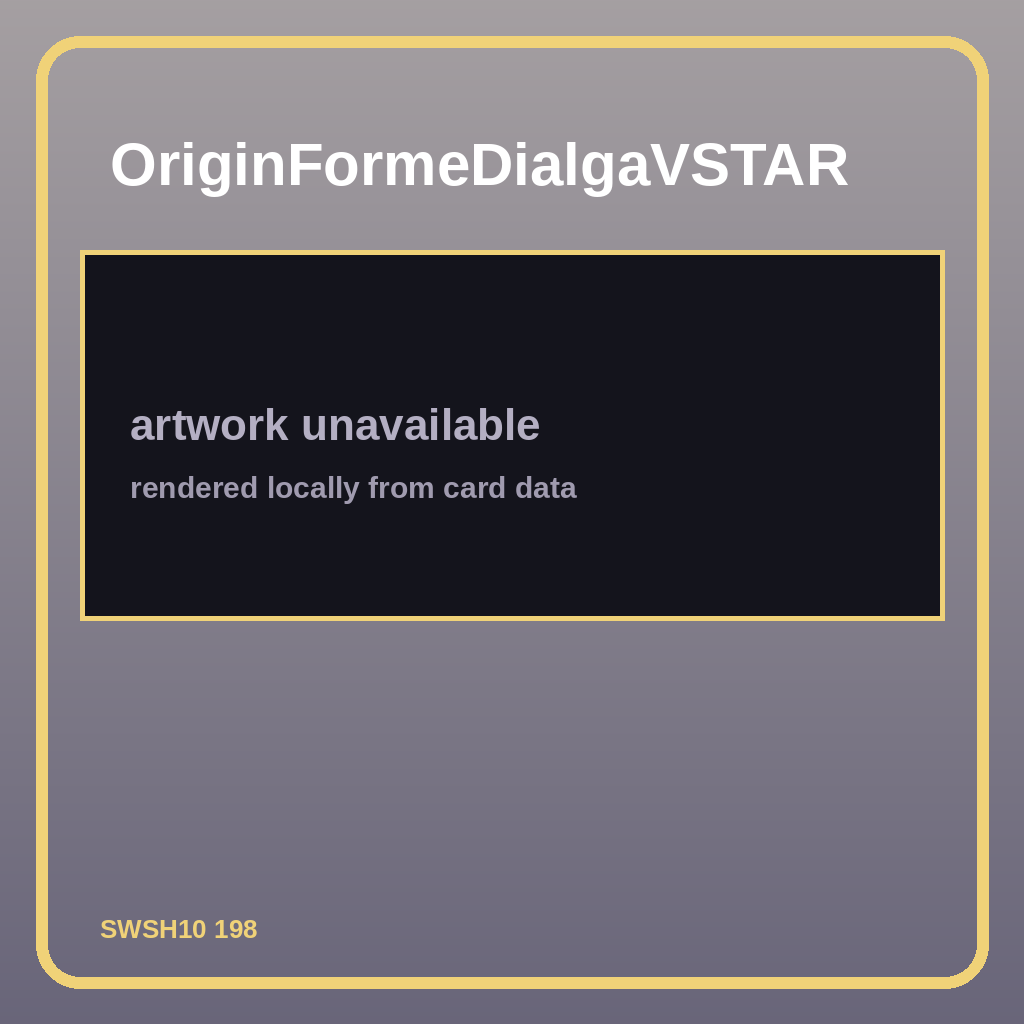 OriginFormeDialgaVSTAR
artwork unavailable
rendered locally from card data
SWSH10 198